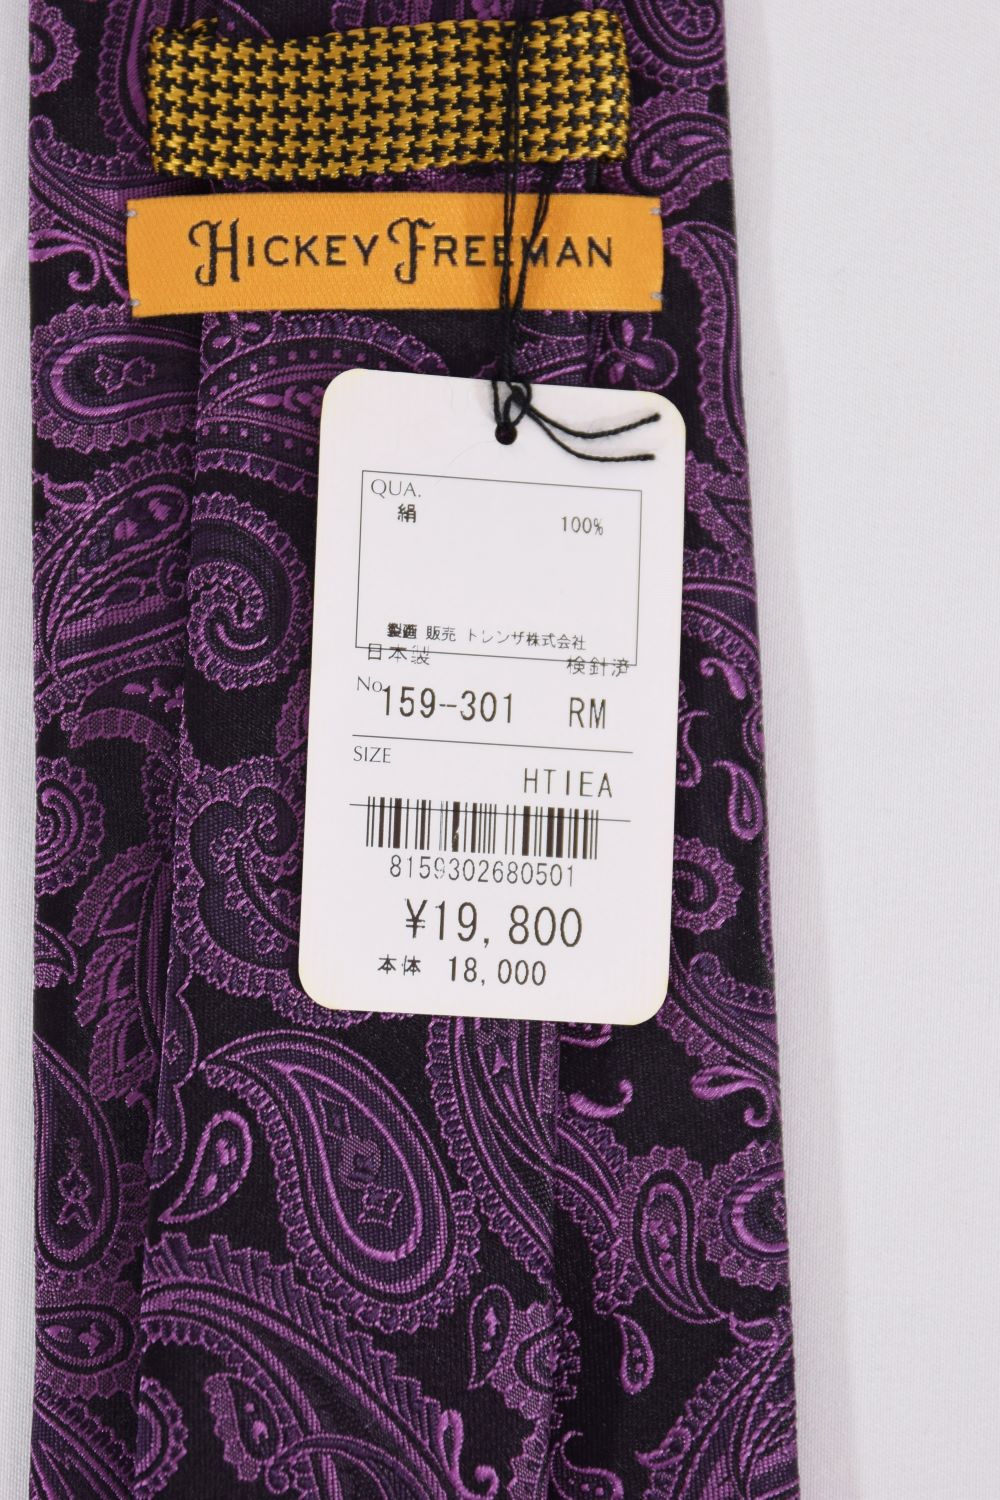 HICKEY FREEMAN
QUA.
絹 100%
販売 トレンザ株式会社
日本製 検針済
No. 159-301 RM
SIZE
HTIEA
8159302680501
¥19,800
本体 18,000